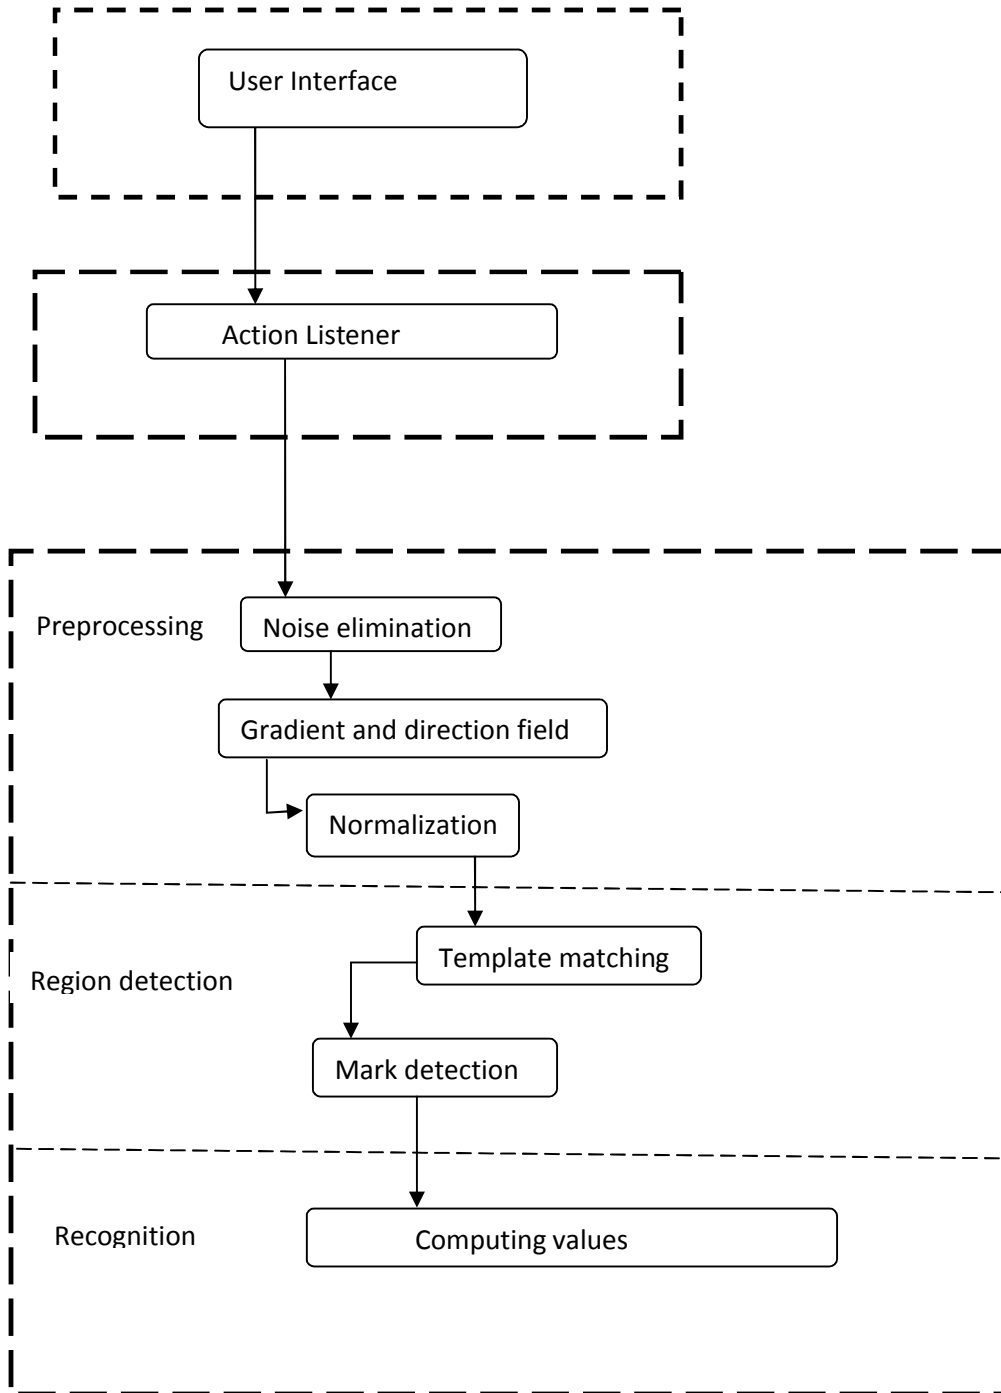 User Interface
Action Listener
Preprocessing
Noise elimination
Gradient and direction field
Normalization
Template matching
Region detection
Mark detection
Recognition
Computing values